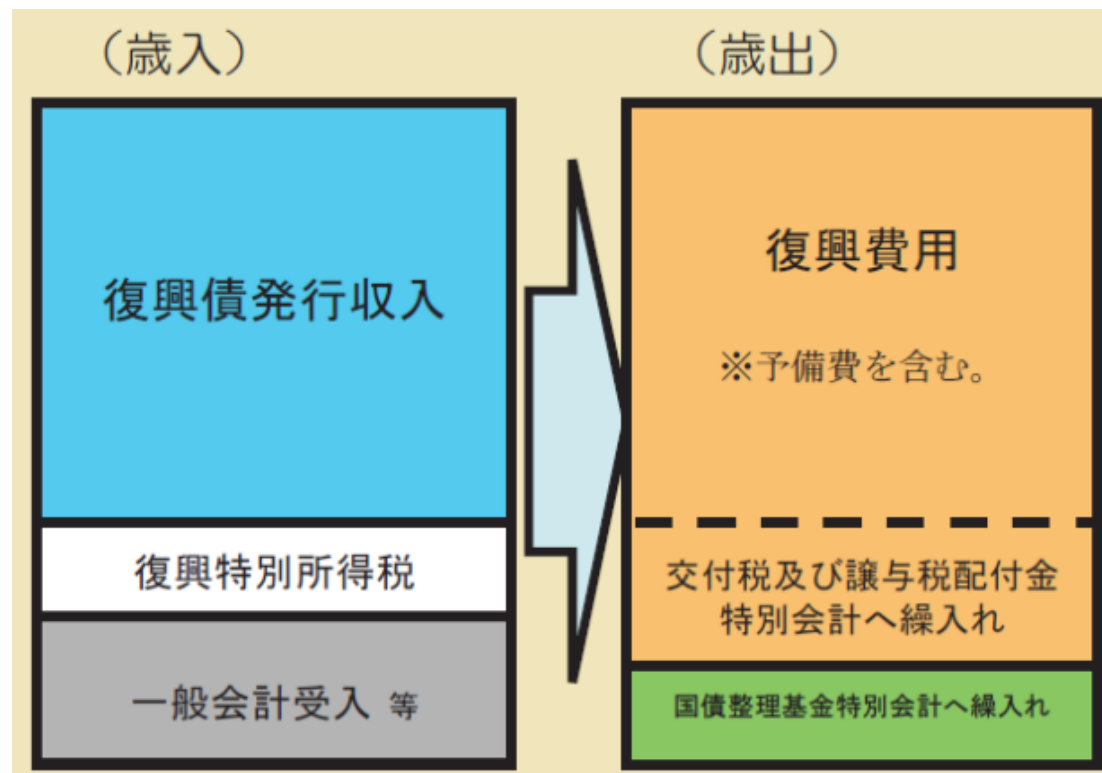 （歳入）
復興債発行収入
復興特別所得税
一般会計受入 等
（歳出）
復興費用
※予備費を含む。
交付税及び譲与税配付金
特別会計へ繰入れ
国債整理基金特別会計へ繰入れ